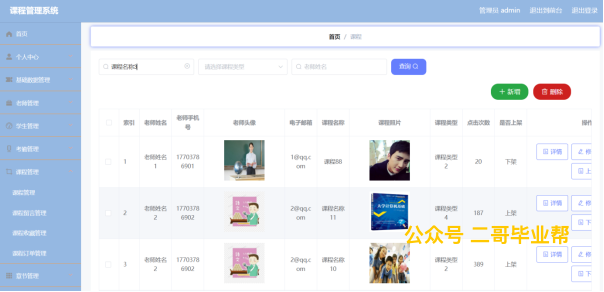 课程管理系统
管理员 admin 退出到前台 退出登录
首页
个人中心
基础数据管理
老师管理
学生管理
考勤管理
课程管理
课程管理
课程留言管理
课程收藏管理
课程订单管理
章节管理
首页 / 课程
课程名称 请选择课程类型 老师姓名 查询
新增 删除
索引 老师姓名 老师手机号 老师头像 电子邮箱 课程名称 课程照片 课程类型 点击次数 是否上架 操作
1 老师姓名1 17703786901 1@qq.com 课程88 课程类型2 20 下架 详情 修 上
2 老师姓名2 17703786902 2@qq.com 课程名称11 课程类型4 187 上架 详情 修 下
3 老师姓名2 17703786902 2@qq.com 课程名称10 课程类型2 389 上架 详情 修 下
公众号 二哥毕业帮